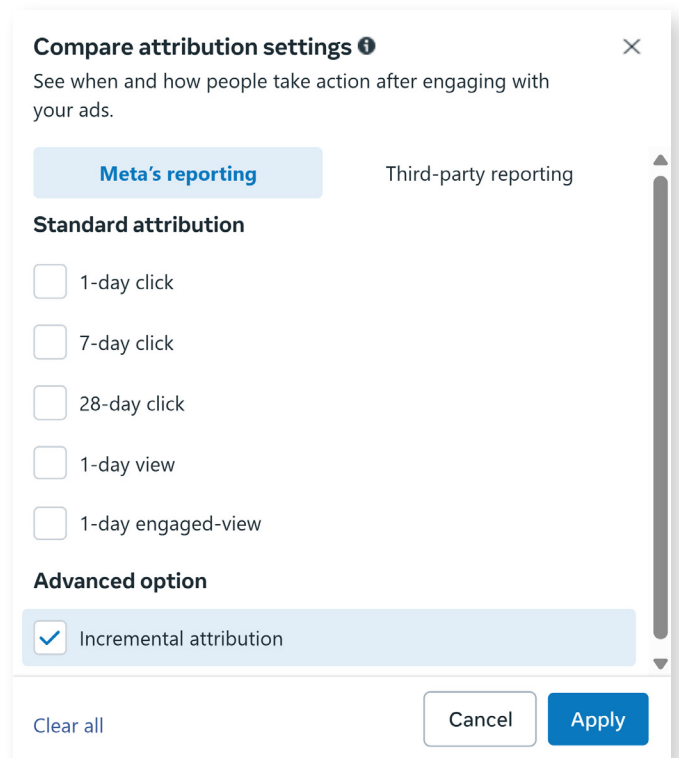 Compare attribution settings
See when and how people take action after engaging with
your ads.
Meta’s reporting
Third-party reporting
Standard attribution
1-day click
7-day click
28-day click
1-day view
1-day engaged-view
Advanced option
Incremental attribution
Clear all
Cancel
Apply